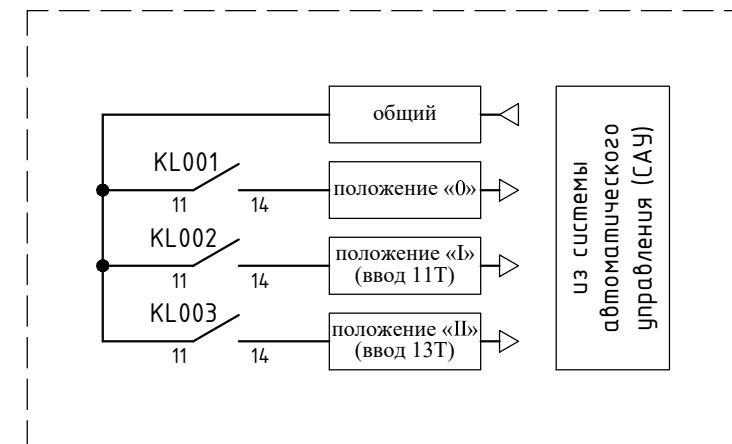 общий
KL001
положение «0»
11
14
KL002
положение «I»
(ввод 11Т)
11
14
KL003
положение «II»
(ввод 13Т)
11
14
из системы
автоматического
управления (САУ)